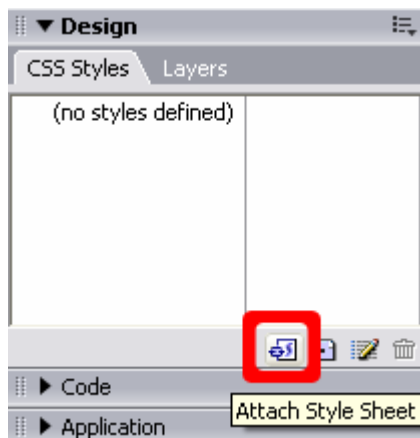 Design
CSS Styles Layers
(no styles defined)
Code
Attach Style Sheet
Application